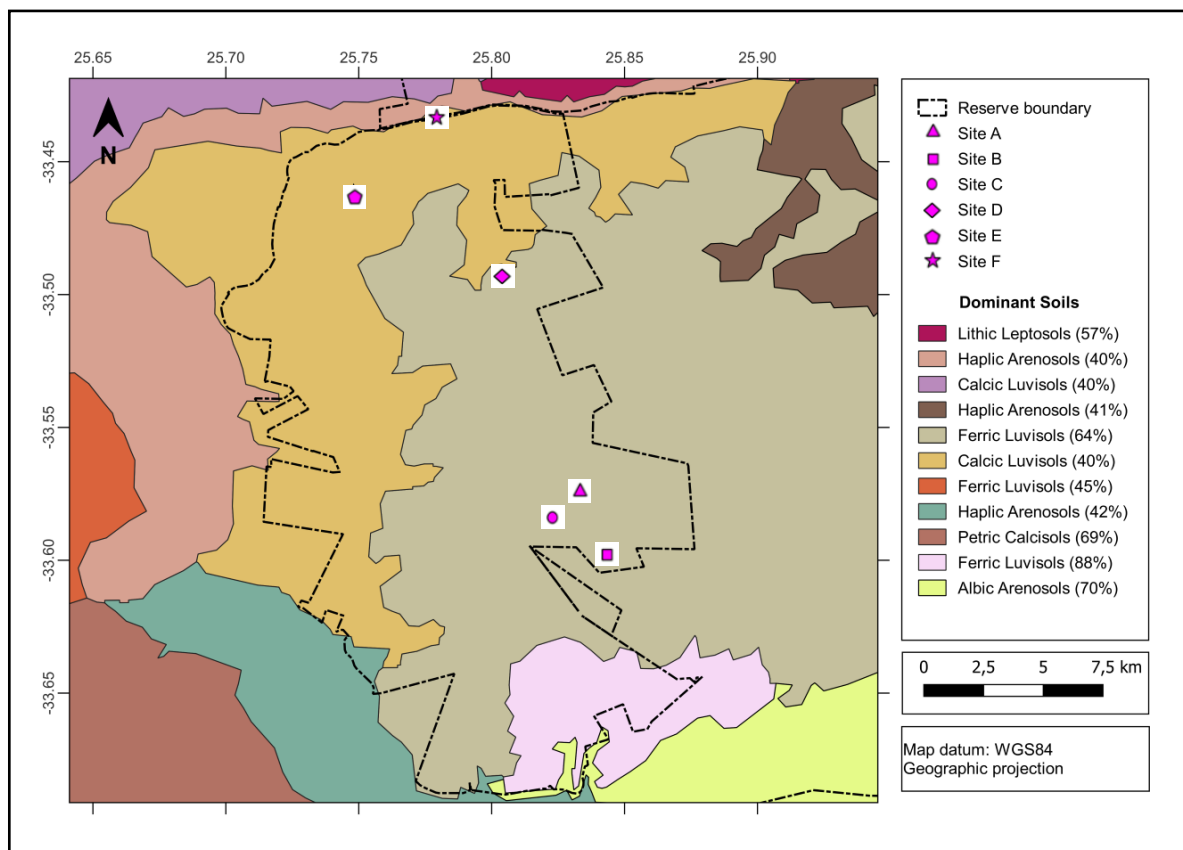 25.65 25.70 25.75 25.80 25.85 25.90
N
-33.45
-33.50
-33.55
-33.60
-33.65
Reserve boundary
Site A
Site B
Site C
Site D
Site E
Site F
Dominant Soils
Lithic Leptosols (57%)
Haplic Arenosols (40%)
Calcic Luvisols (40%)
Haplic Arenosols (41%)
Ferric Luvisols (64%)
Calcic Luvisols (40%)
Ferric Luvisols (45%)
Haplic Arenosols (42%)
Petric Calcisols (69%)
Ferric Luvisols (88%)
Albic Arenosols (70%)
0 2,5 5 7,5 km
Map datum: WGS84
Geographic projection